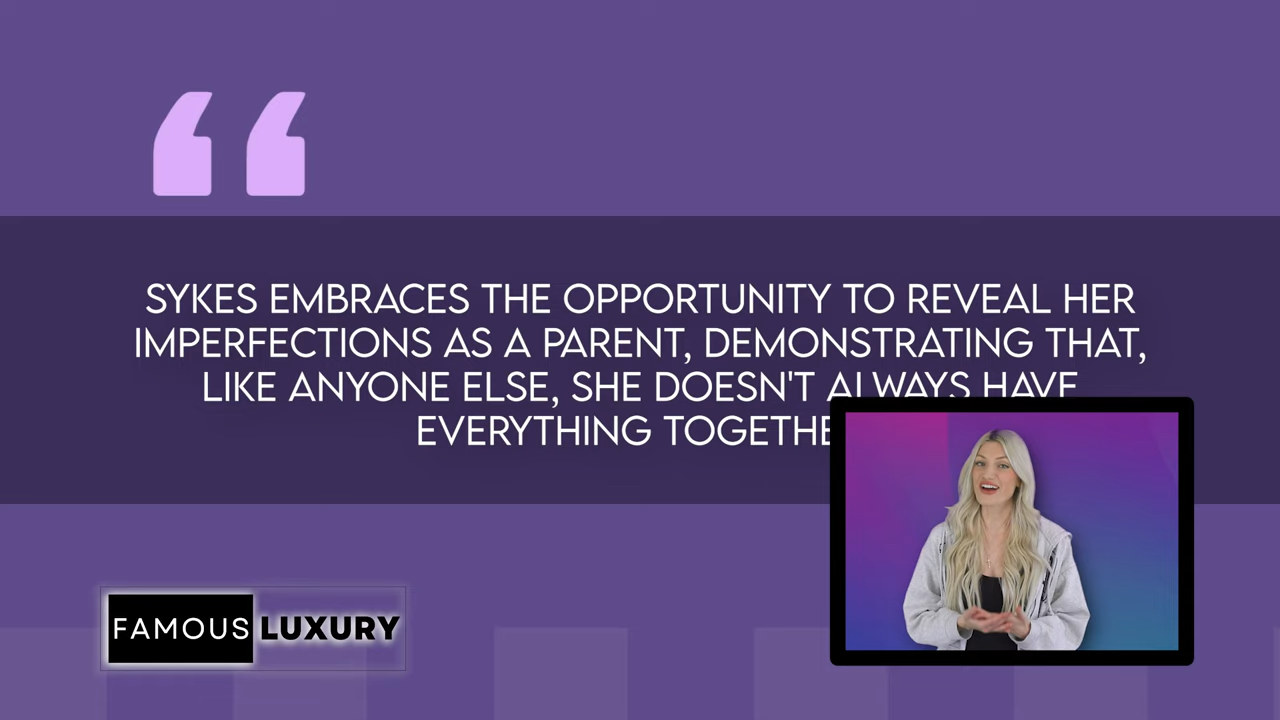 SYKES EMBRACES THE OPPORTUNITY TO REVEAL HER
IMPERFECTIONS AS A PARENT, DEMONSTRATING THAT,
LIKE ANYONE ELSE, SHE DOESN'T ALWAYS HAVE
EVERYTHING
FAMOUS LUXURY